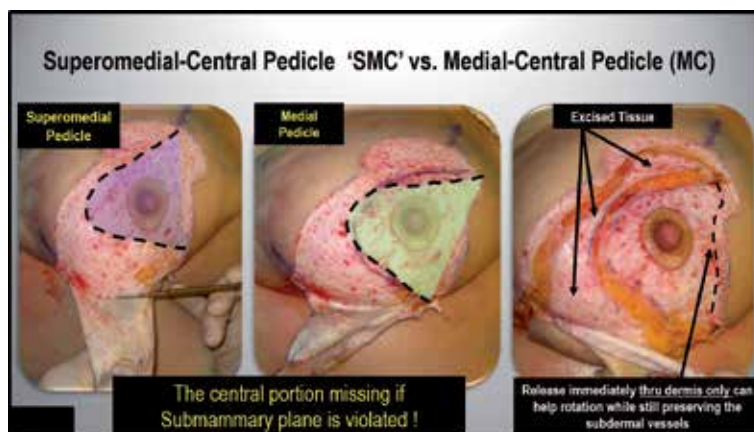 Superomedial-Central Pedicle ‘SMC’ vs. Medial-Central Pedicle (MC)
Superomedial
Pedicle
Medial
Pedicle
Excised Tissue
The central portion missing if
Submammary plane is violated !
Release immediately thru dermis only can
help rotation while still preserving the
subdermal vessels